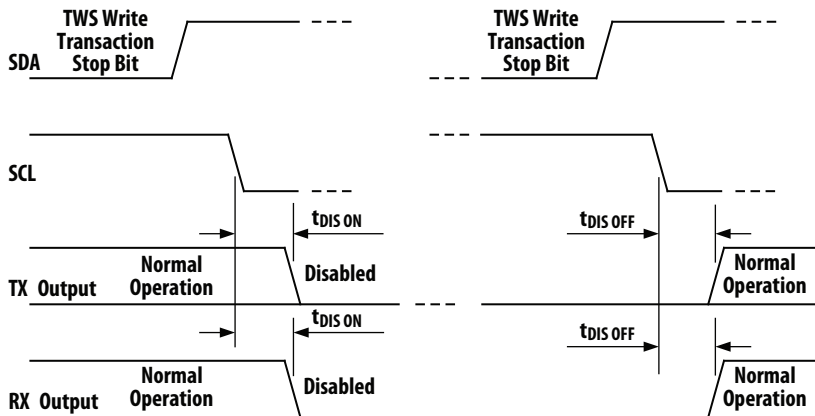 TWS Write
Transaction
Stop Bit
TWS Write
Transaction
Stop Bit
SDA
SCL
tDIS ON
tDIS OFF
Normal
Operation
Disabled
Normal
Operation
TX Output
tDIS ON
tDIS OFF
Normal
Operation
Disabled
Normal
Operation
RX Output